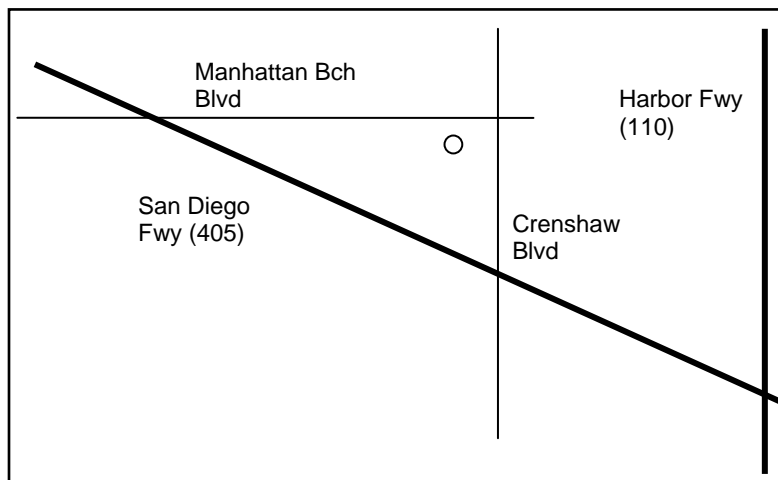 Manhattan Bch
Blvd
Harbor Fwy
(110)
San Diego
Fwy (405)
Crenshaw
Blvd